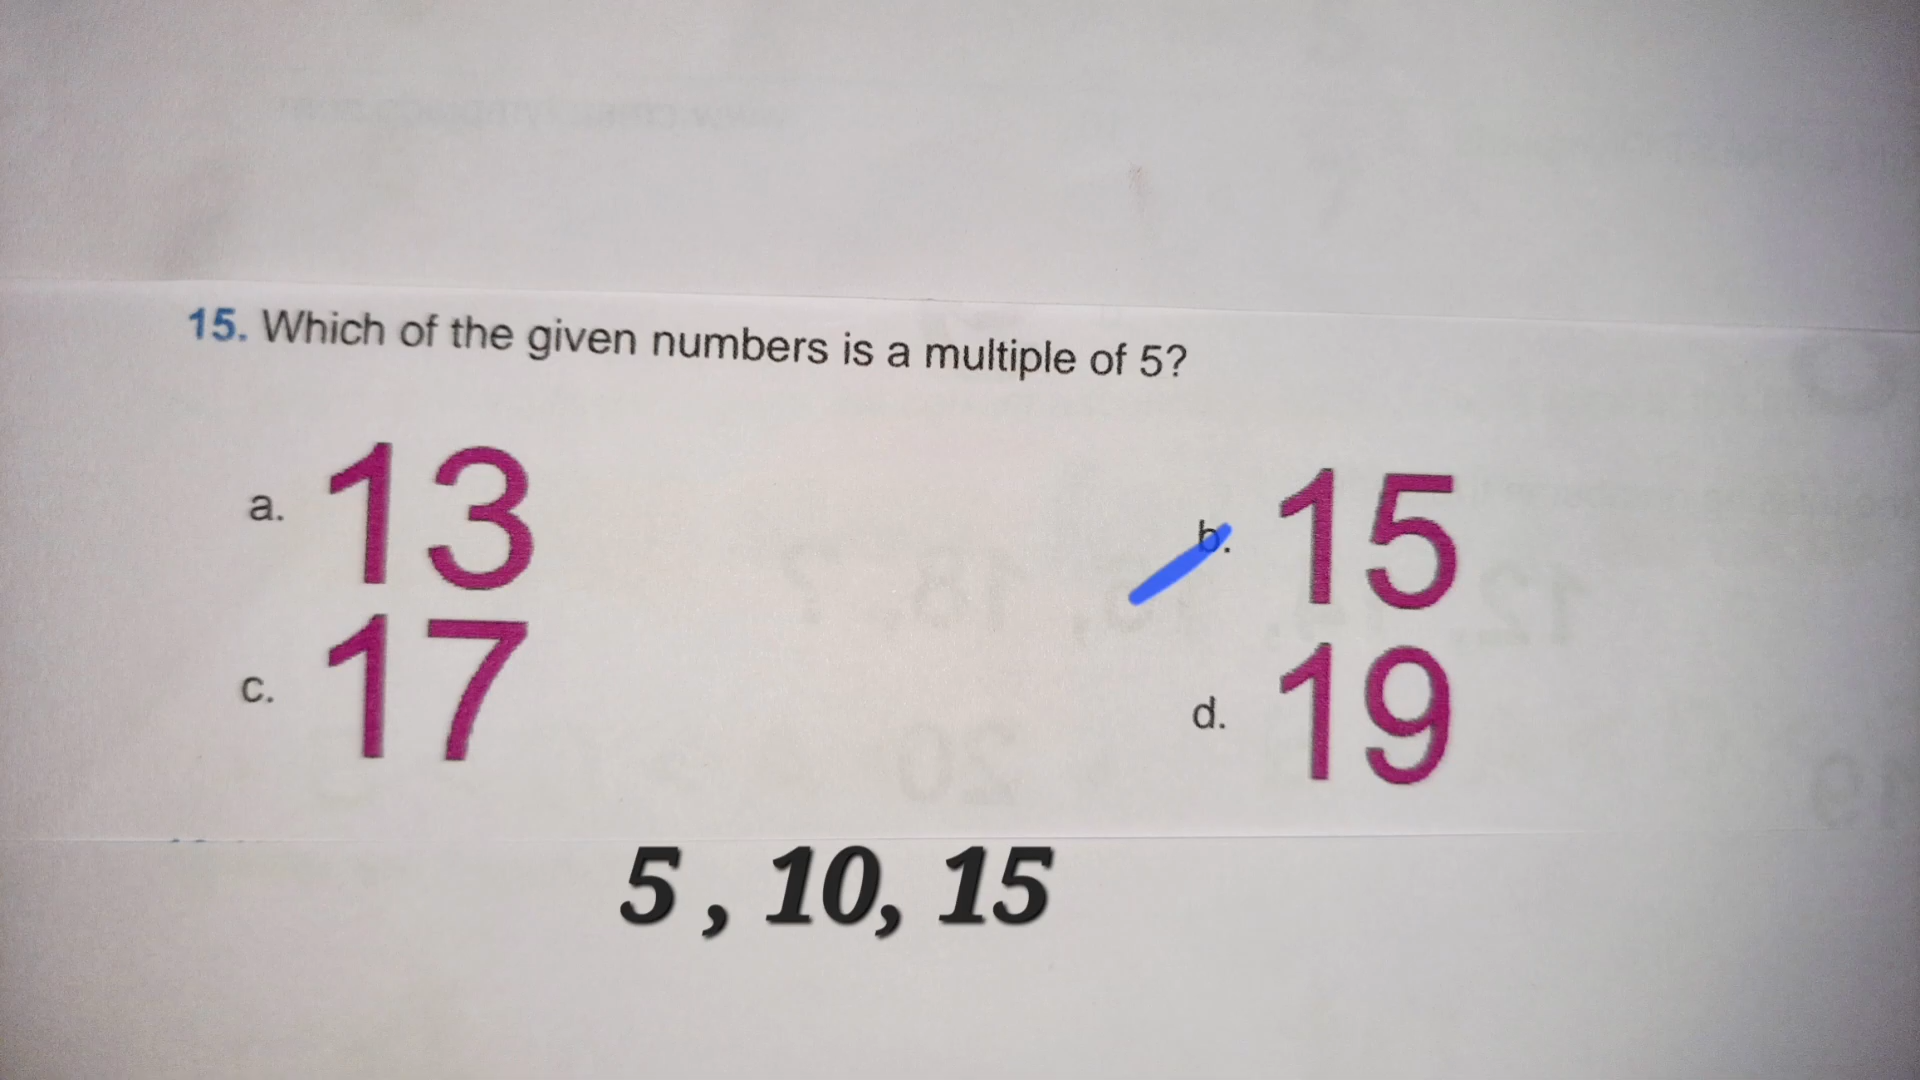 15. Which of the given numbers is a multiple of 5?
a. 13
b. 15
c. 17
d. 19
5 , 10, 15